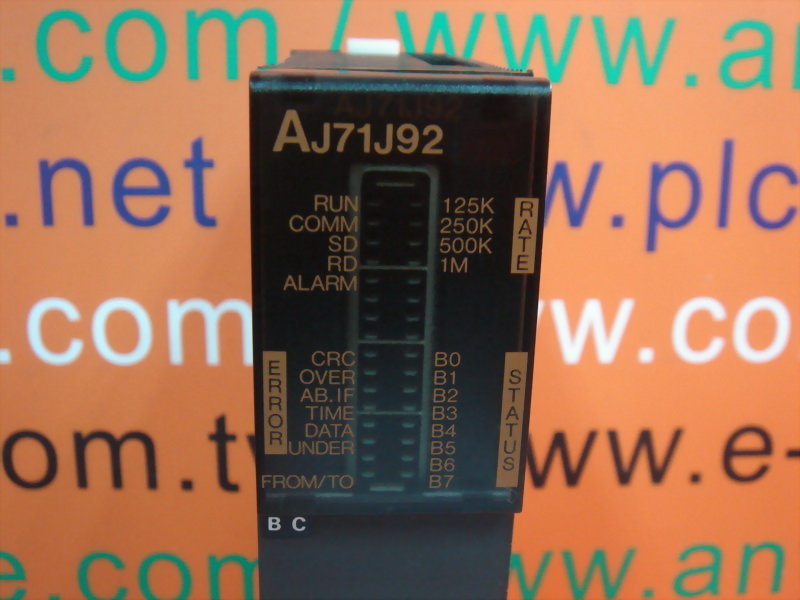 .com www.an
AJ71J92
.net w.plc
RUN 125K
COMM 250K
SD 500K
RD 1M
RATE
ALARM
.com www.co
CRC B0
OVER B1
AB.IF B2
TIME B3
DATA B4
UNDER B5
B6
FROM/TO B7
ERROR
STATUS
om.tw www.e-
B C
e.com www.an